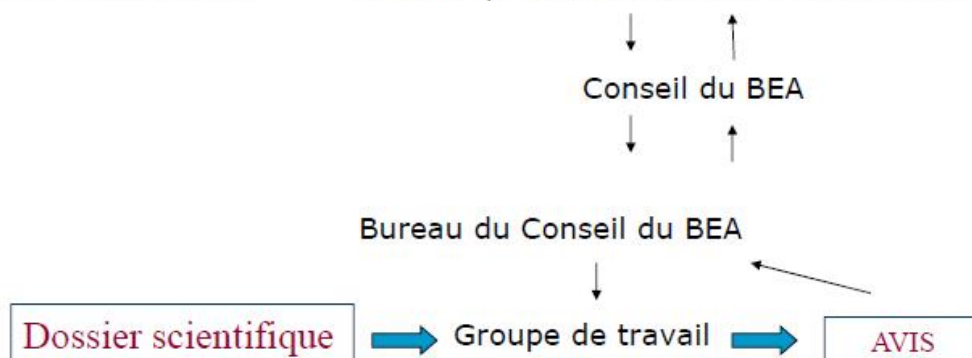 Conseil du BEA
Bureau du Conseil du BEA
Dossier scientifique
Groupe de travail
AVIS